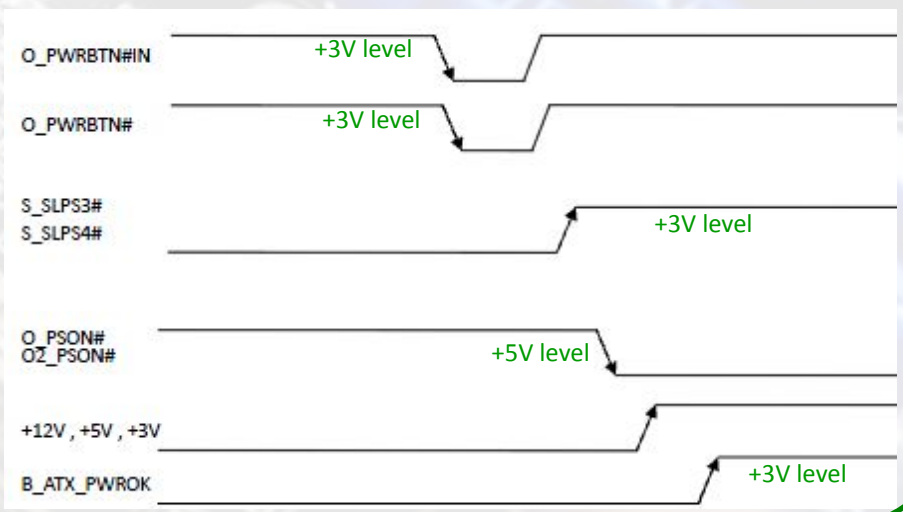 O_PWRBTN#IN
+3V level
O_PWRBTN#
+3V level
S_SLPS3#
S_SLPS4#
+3V level
O_PSON#
O2_PSON#
+5V level
+12V , +5V , +3V
B_ATX_PWROK
+3V level